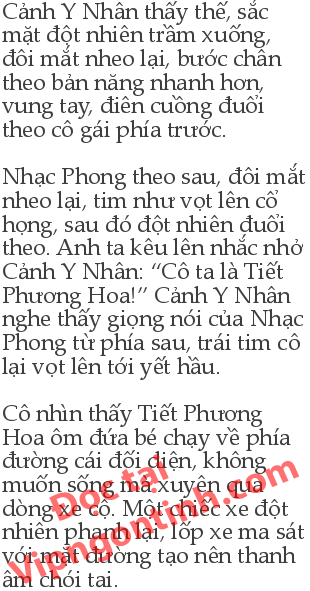 Cảnh Y Nhân thấy thế, sắc
mặt đột nhiên trầm xuống,
đôi mắt nheo lại, bước chân
theo bản năng nhanh hơn,
vung tay, điên cuồng đuổi
theo cô gái phía trước.
Nhạc Phong theo sau, đôi mắt
nheo lại, tim như vọt lên cổ
họng, sau đó đột nhiên đuổi
theo. Anh ta kêu lên nhắc nhở
Cảnh Y Nhân: “Cô ta là Tiết
Phương Hoa!” Cảnh Y Nhân
nghe thấy giọng nói của Nhạc
Phong từ phía sau, trái tim cô
lại vọt lên tới yết hầu.
Cô nhìn thấy Tiết Phương
Hoa ôm đứa bé chạy về phía
đường cái đối diện, không
muốn sống mà xuyên qua
dòng xe cộ. Một chiếc xe đột
nhiên phanh lại, lốp xe ma sát
với mặt đường tạo nên thanh
âm chói tai.
Đọc tại
Vipngontinh.com